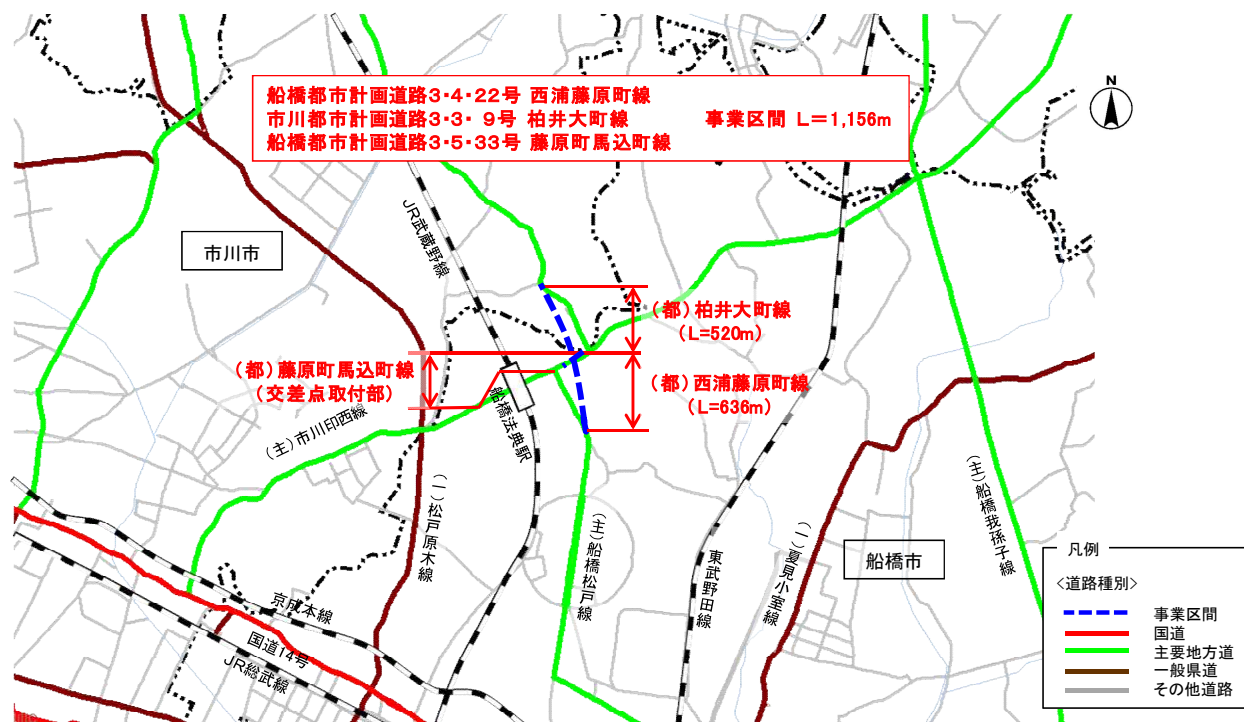 船橋都市計画道路3・4・22号 西浦藤原町線
市川都市計画道路3・3・ 9号 柏井大町線 事業区間 L=1,156m
船橋都市計画道路3・5・33号 藤原町馬込町線
N
市川市
JR武蔵野線
(都)柏井大町線
(L=520m)
(都)藤原町馬込町線
(交差点取付部)
(都)西浦藤原町線
(L=636m)
船橋法典駅
(主)市川印西線
(一)松戸原木線
(主)船橋松戸線
東武野田線
(一)夏見小室線
船橋市
(主)船橋我孫子線
京成本線
国道14号
JR総武線
凡例
<道路種別>
事業区間
国道
主要地方道
一般県道
その他道路